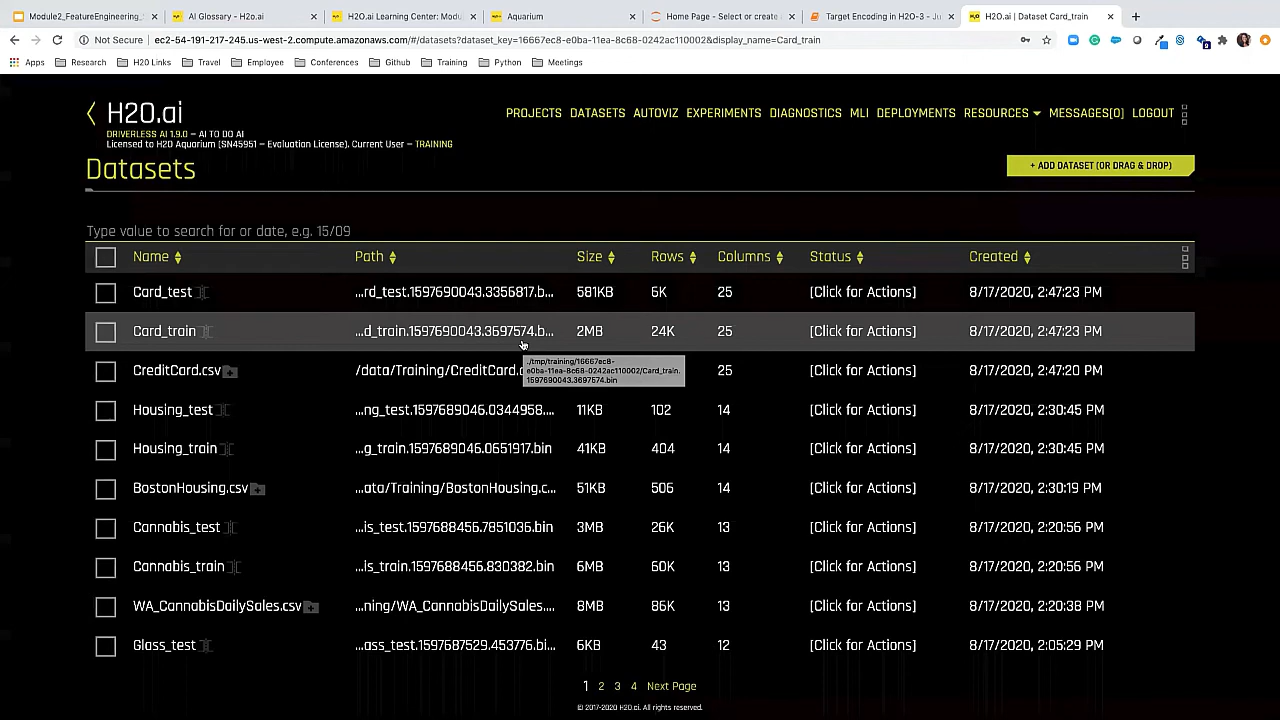 Module2_FeatureEngineering_
AI Glossary - H2o.ai
H2O.ai Learning Center: Modu
Aquarium
Home Page - Select or create
Target Encoding in H2O-3 - Ju
H2O.ai | Dataset Card_train
Not Secure
ec2-54-191-217-245.us-west-2.compute.amazonaws.com/#/datasets?dataset_key=16667ec8-e0ba-11ea-8c68-0242ac110002&display_name=Card_train
Apps
Research
H2O Links
Travel
Employee
Conferences
Github
Training
Python
Meetings
H2O.ai
PROJECTS
DATASETS
AUTOVIZ
EXPERIMENTS
DIAGNOSTICS
MLI
DEPLOYMENTS
RESOURCES
MESSAGES[0]
LOGOUT
DRIVERLESS AI 1.9.0 – AI TO DO AI
Licensed to H2O Aquarium (SN45951 – Evaluation License). Current User – TRAINING
Datasets
+ ADD DATASET (OR DRAG & DROP)
Type value to search for or date, e.g. 15/09
Name Path Size Rows Columns Status Created
Card_test ...rd_test.1597690043.3356817.b... 581KB 6K 25 [Click for Actions] 8/17/2020, 2:47:23 PM
Card_train ...d_train.1597690043.3697574.b... 2MB 24K 25 [Click for Actions] 8/17/2020, 2:47:23 PM
./tmp/training/16667ec8-
e0ba-11ea-8c68-0242ac110002/Card_train.
1597690043.3697574.bin
CreditCard.csv /data/Training/CreditCard.c 25 [Click for Actions] 8/17/2020, 2:47:20 PM
Housing_test ...ng_test.1597689046.0344958.... 11KB 102 14 [Click for Actions] 8/17/2020, 2:30:45 PM
Housing_train ...g_train.1597689046.0651917.bin 41KB 404 14 [Click for Actions] 8/17/2020, 2:30:45 PM
BostonHousing.csv ...ata/Training/BostonHousing.c... 51KB 506 14 [Click for Actions] 8/17/2020, 2:30:19 PM
Cannabis_test ...is_test.1597688456.7851036.bin 3MB 26K 13 [Click for Actions] 8/17/2020, 2:20:56 PM
Cannabis_train ...is_train.1597688456.830382.bin 6MB 60K 13 [Click for Actions] 8/17/2020, 2:20:56 PM
WA_CannabisDailySales.csv ...ning/WA_CannabisDailySales.... 8MB 86K 13 [Click for Actions] 8/17/2020, 2:20:38 PM
Glass_test ...ass_test.1597687529.453776.bi... 6KB 43 12 [Click for Actions] 8/17/2020, 2:05:29 PM
1 2 3 4 Next Page
© 2017-2020 H2O.ai. All rights reserved.